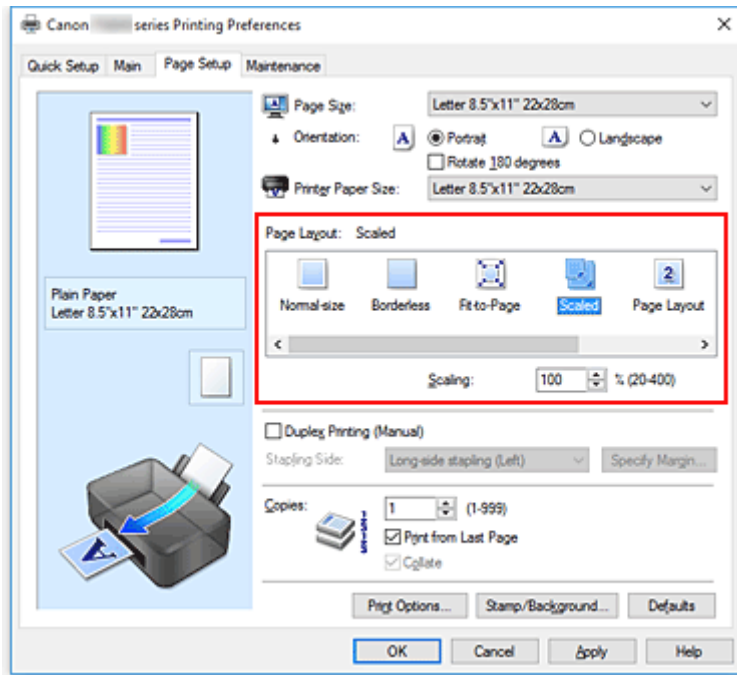 Canon series Printing Preferences
Quick Setup Main Page Setup Maintenance
Page Size: Letter 8.5"x11" 22x28cm
Orientation: A Portrait A Landscape
Rotate 180 degrees
Printer Paper Size: Letter 8.5"x11" 22x28cm
Page Layout: Scaled
Normal-size Borderless Fit-to-Page Scaled 2 Page Layout
Scaling: 100 % (20-400)
Plain Paper
Letter 8.5"x11" 22x28cm
Duplex Printing (Manual)
Stapling Side: Long-side stapling (Left) Specify Margin...
Copies: 1 (1-999)
Print from Last Page
Collate
A
Print Options... Stamp/Background... Defaults
OK Cancel Apply Help